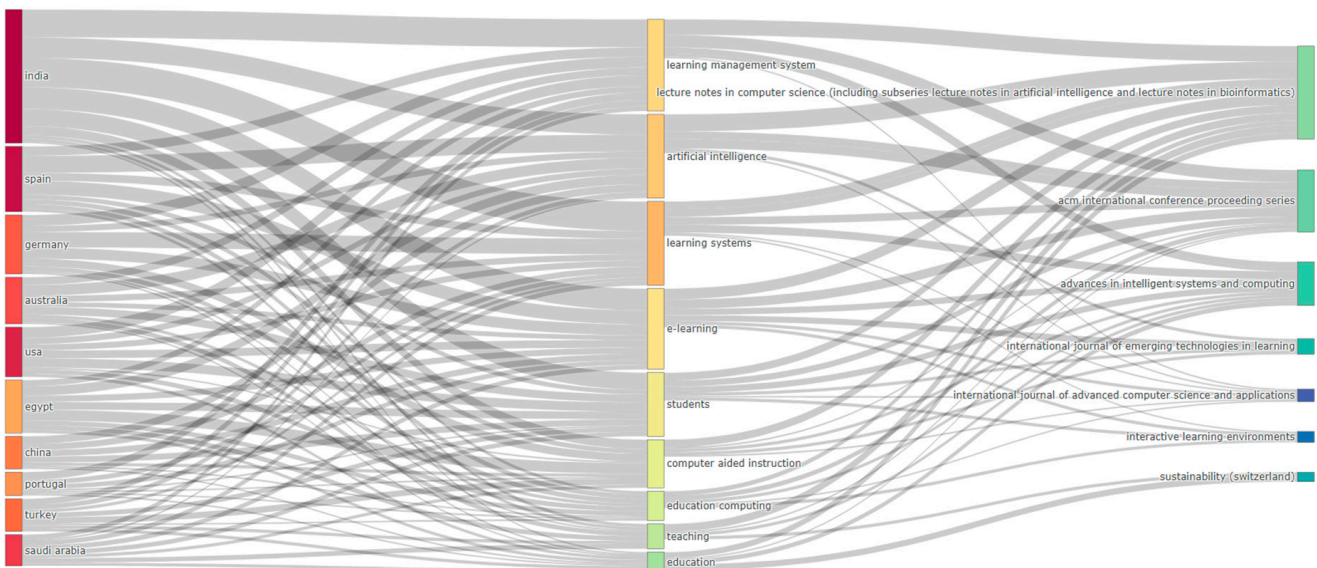 india
spain
germany
australia
usa
egypt
china
portugal
turkey
saudi arabia
learning management system
artificial intelligence
learning systems
e-learning
students
computer aided instruction
education computing
teaching
education
lecture notes in computer science (including subseries lecture notes in artificial intelligence and lecture notes in bioinformatics)
acm international conference proceeding series
advances in intelligent systems and computing
international journal of emerging technologies in learning
international journal of advanced computer science and applications
interactive learning environments
sustainability (switzerland)